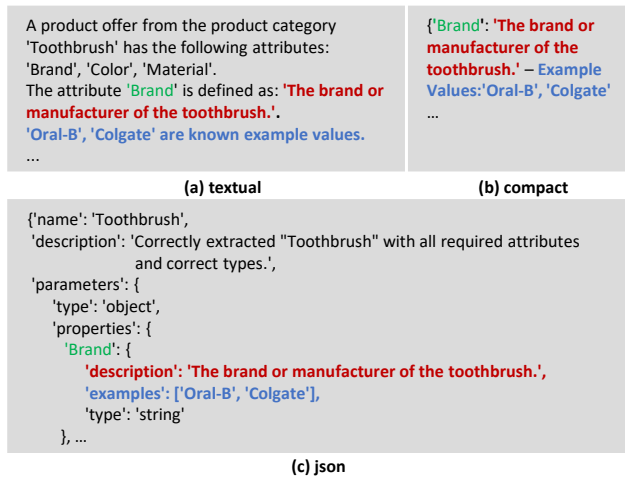 A product offer from the product category
'Toothbrush' has the following attributes:
'Brand', 'Color', 'Material'.
The attribute 'Brand' is defined as: 'The brand or
manufacturer of the toothbrush.'.
'Oral-B', 'Colgate' are known example values.
...
(a) textual
{'Brand': 'The brand or
manufacturer of the
toothbrush.' – Example
Values:'Oral-B', 'Colgate'
...
(b) compact
{'name': 'Toothbrush',
'description': 'Correctly extracted "Toothbrush" with all required attributes
and correct types.',
'parameters': {
'type': 'object',
'properties': {
'Brand': {
'description': 'The brand or manufacturer of the toothbrush.',
'examples': ['Oral-B', 'Colgate'],
'type': 'string'
}, ...
(c) json